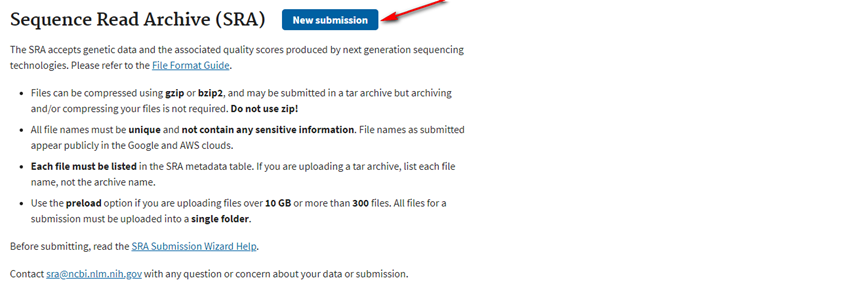 Sequence Read Archive (SRA) New submission
The SRA accepts genetic data and the associated quality scores produced by next generation sequencing
technologies. Please refer to the File Format Guide.
• Files can be compressed using gzip or bzip2, and may be submitted in a tar archive but archiving
and/or compressing your files is not required. Do not use zip!
• All file names must be unique and not contain any sensitive information. File names as submitted
appear publicly in the Google and AWS clouds.
• Each file must be listed in the SRA metadata table. If you are uploading a tar archive, list each file
name, not the archive name.
• Use the preload option if you are uploading files over 10 GB or more than 300 files. All files for a
submission must be uploaded into a single folder.
Before submitting, read the SRA Submission Wizard Help.
Contact sra@ncbi.nlm.nih.gov with any question or concern about your data or submission.